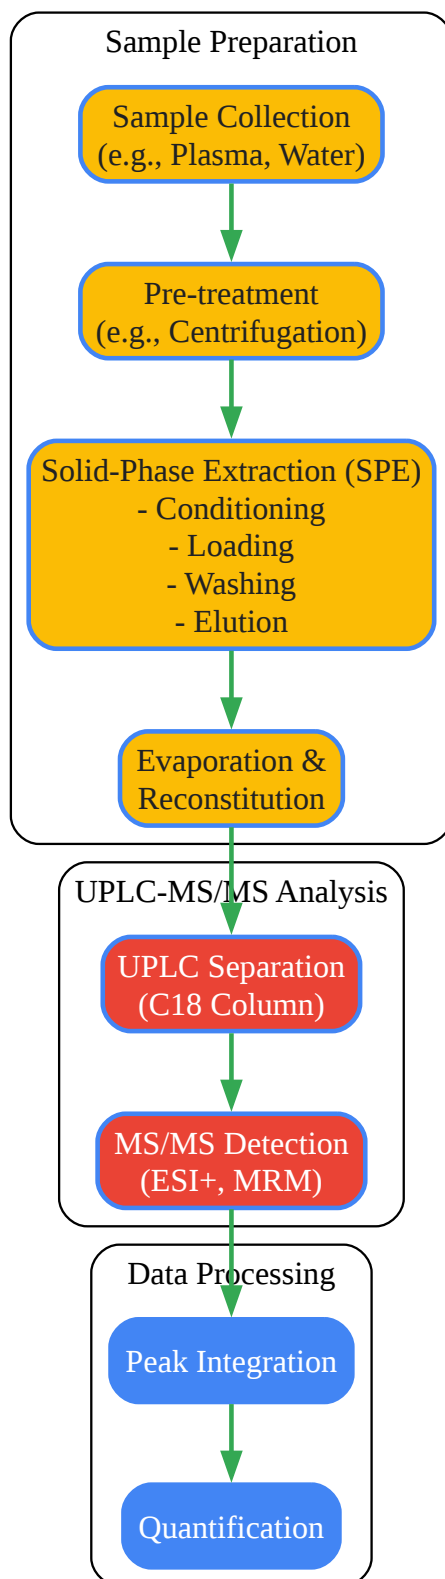 Sample Preparation
Sample Collection
(e.g., Plasma, Water)
Pre-treatment
(e.g., Centrifugation)
Solid-Phase Extraction (SPE)
- Conditioning
- Loading
- Washing
- Elution
Evaporation &
Reconstitution
UPLC-MS/MS Analysis
UPLC Separation
(C18 Column)
MS/MS Detection
(ESI+, MRM)
Data Processing
Peak Integration
Quantification